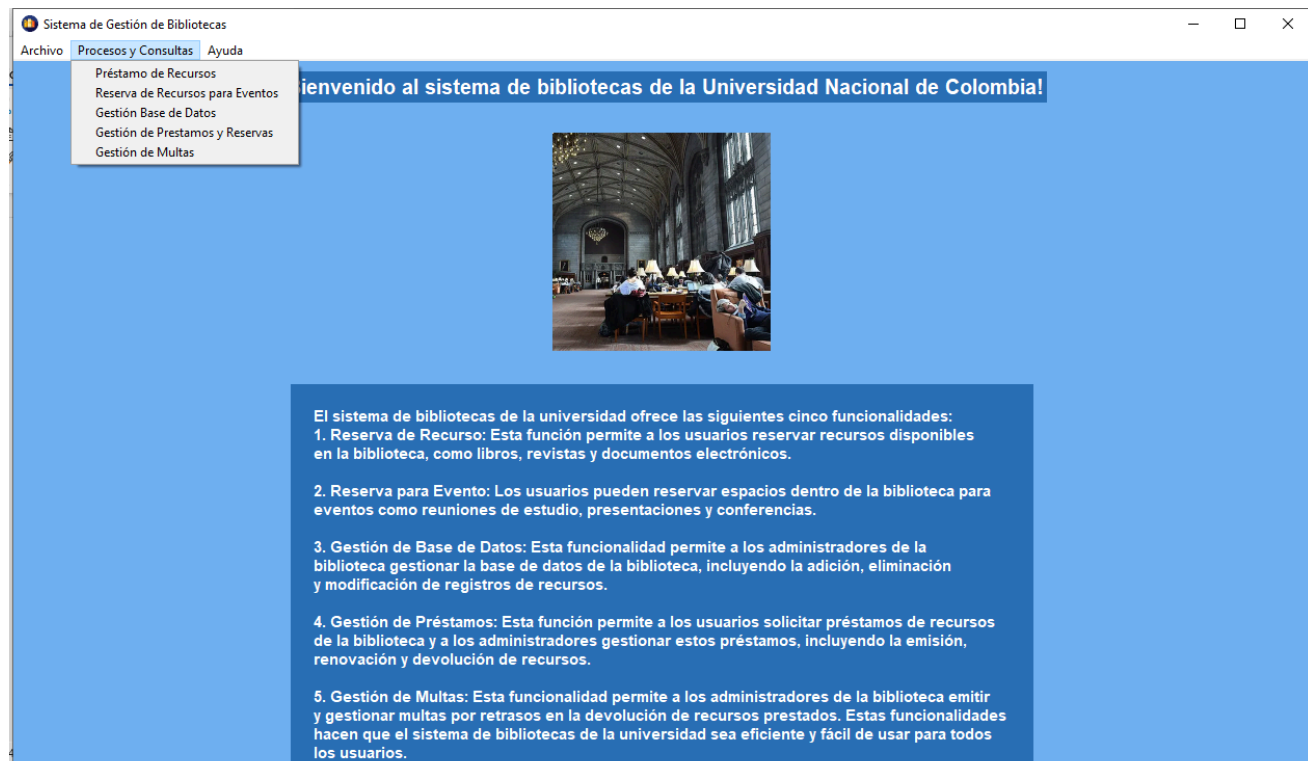 Sistema de Gestión de Bibliotecas
Archivo Procesos y Consultas Ayuda
Préstamo de Recursos
Reserva de Recursos para Eventos
Gestión Base de Datos
Gestión de Prestamos y Reservas
Gestión de Multas
al sistema de bibliotecas de la Universidad Nacional de Colombia!
El sistema de bibliotecas de la universidad ofrece las siguientes cinco funcionalidades:
1. Reserva de Recurso: Esta función permite a los usuarios reservar recursos disponibles
en la biblioteca, como libros, revistas y documentos electrónicos.
2. Reserva para Evento: Los usuarios pueden reservar espacios dentro de la biblioteca para
eventos como reuniones de estudio, presentaciones y conferencias.
3. Gestión de Base de Datos: Esta funcionalidad permite a los administradores de la
biblioteca gestionar la base de datos de la biblioteca, incluyendo la adición, eliminación
y modificación de registros de recursos.
4. Gestión de Préstamos: Esta función permite a los usuarios solicitar préstamos de recursos
de la biblioteca y a los administradores gestionar estos préstamos, incluyendo la emisión,
renovación y devolución de recursos.
5. Gestión de Multas: Esta funcionalidad permite a los administradores de la biblioteca emitir
y gestionar multas por retrasos en la devolución de recursos prestados. Estas funcionalidades
hacen que el sistema de bibliotecas de la universidad sea eficiente y fácil de usar para todos
los usuarios.